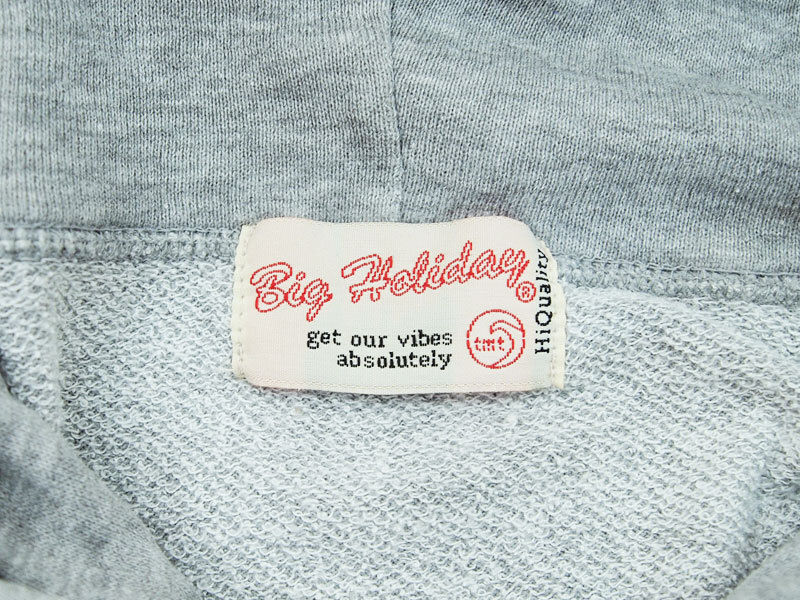 Big Holiday®
get our vibes
absolutely
tmt
HiQuality